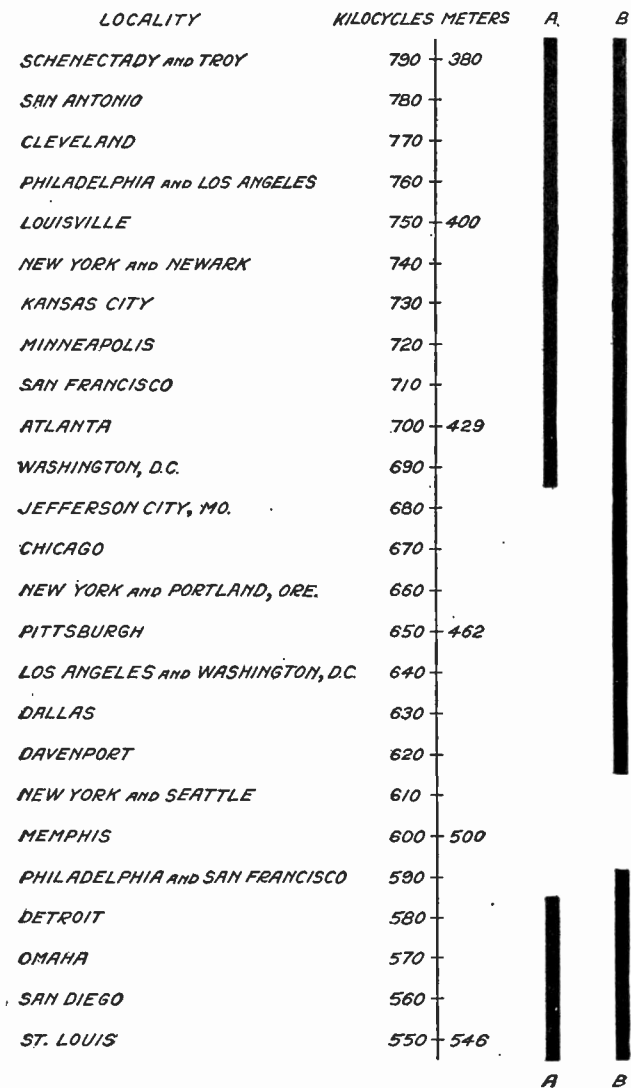 LOCALITY KILOCYCLES METERS A B
SCHENECTADY AND TROY 790 380
SAN ANTONIO 780
CLEVELAND 770
PHILADELPHIA AND LOS ANGELES 760
LOUISVILLE 750 400
NEW YORK AND NEWARK 740
KANSAS CITY 730
MINNEAPOLIS 720
SAN FRANCISCO 710
ATLANTA 700 429
WASHINGTON, D.C. 690
JEFFERSON CITY, MO. 680
CHICAGO 670
NEW YORK AND PORTLAND, ORE. 660
PITTSBURGH 650 462
LOS ANGELES AND WASHINGTON, D.C. 640
DALLAS 630
DAVENPORT 620
NEW YORK AND SEATTLE 610
MEMPHIS 600 500
PHILADELPHIA AND SAN FRANCISCO 590
DETROIT 580
OMAHA 570
SAN DIEGO 560
ST. LOUIS 550 546
A B